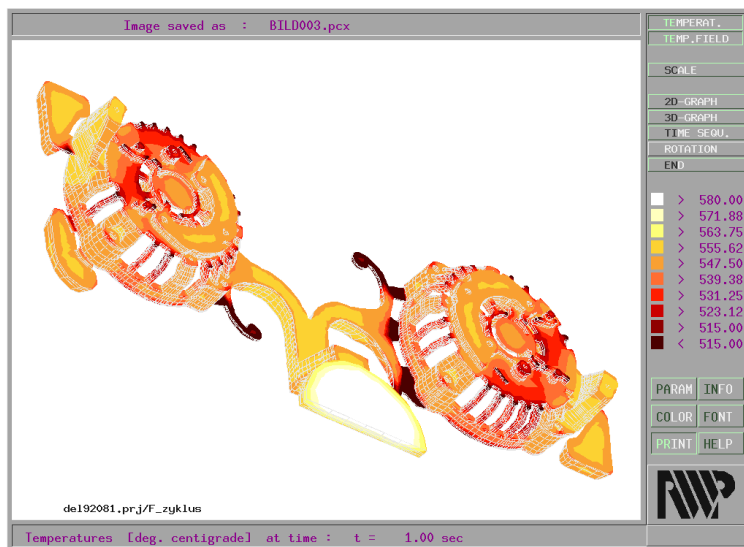 Image saved as : BILD003.pcx
TEMPERAT.
TEMP.FIELD
SCALE
2D-GRAPH
3D-GRAPH
TIME SEQU.
ROTATION
END
> 580.00
> 571.88
> 563.75
> 555.62
> 547.50
> 539.38
> 531.25
> 523.12
> 515.00
< 515.00
PARAM INFO
COLOR FONT
PRINT HELP
RWP
del92081.prj/F_zyklus
Temperatures [deg. centigrade] at time : t = 1.00 sec